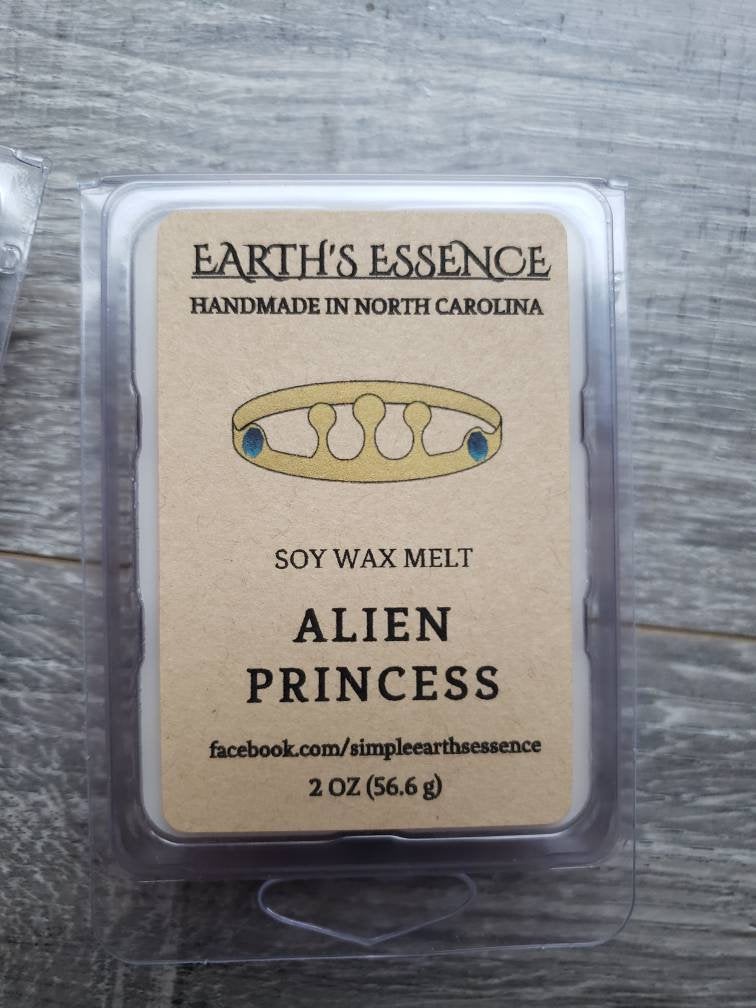 EARTH'S ESSENCE
HANDMADE IN NORTH CAROLINA
SOY WAX MELT
ALIEN
PRINCESS
facebook.com/simpleearthsessence
2 OZ (56.6 g)